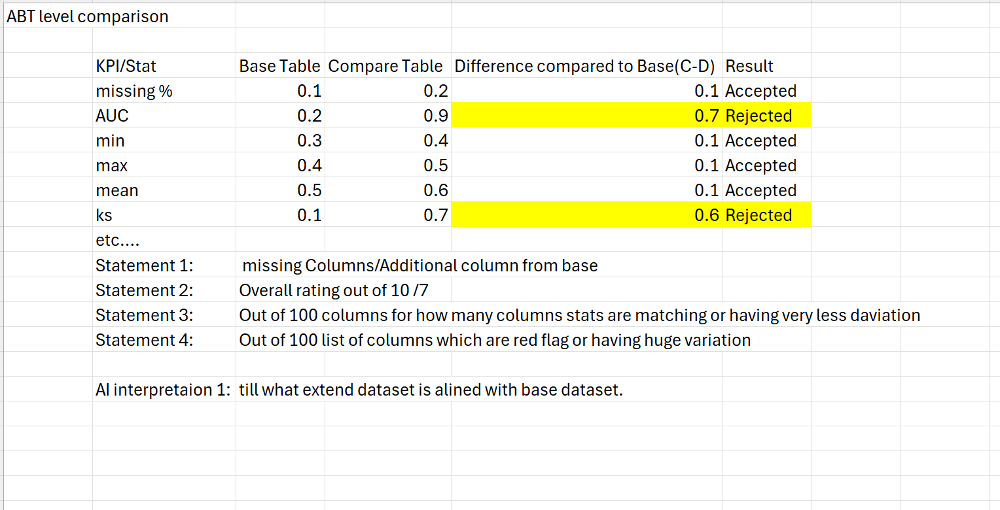 ABT level comparison
KPI/Stat Base Table Compare Table Difference compared to Base(C-D) Result
missing % 0.1 0.2 0.1 Accepted
AUC 0.2 0.9 0.7 Rejected
min 0.3 0.4 0.1 Accepted
max 0.4 0.5 0.1 Accepted
mean 0.5 0.6 0.1 Accepted
ks 0.1 0.7 0.6 Rejected
etc....
Statement 1: missing Columns/Additional column from base
Statement 2: Overall rating out of 10 /7
Statement 3: Out of 100 columns for how many columns stats are matching or having very less daviation
Statement 4: Out of 100 list of columns which are red flag or having huge variation
AI interpretaion 1: till what extend dataset is alined with base dataset.